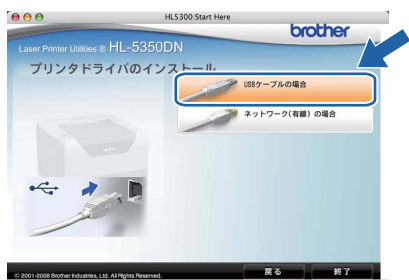 HL5300:Start Here
brother
Laser Printer Utilities ® HL-5350DN
プリンタドライバのインストール
USBケーブルの場合
ネットワーク(有線) の場合
© 2001-2008 Brother Industries, Ltd. All Rights Reserved.
戻る 終了